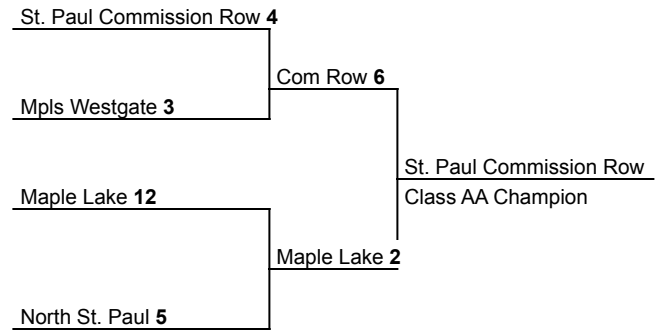 St. Paul Commission Row 4
Com Row 6
Mpls Westgate 3
St. Paul Commission Row
Class AA Champion
Maple Lake 12
Maple Lake 2
North St. Paul 5